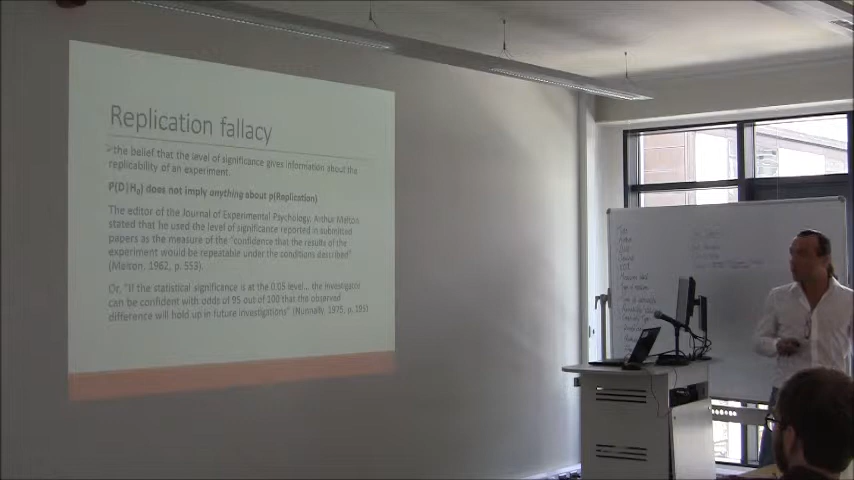 Replication fallacy
the belief that the level of significance gives information about the
replicability of an experiment.
P(D|H₀) does not imply anything about p(Replication)
The editor of the Journal of Experimental Psychology, Arthur Melton
stated that he used the level of significance reported in submitted
papers as the measure of the "confidence that the results of the
experiment would be repeatable under the conditions described"
(Melson, 1962, p. 553).
Or, "If the statistical significance is at the 0.05 level... the investigator
can be confident with odds of 95 out of 100 that the observed
difference will hold up in future investigations" (Nunnally, 1975, p. 195)